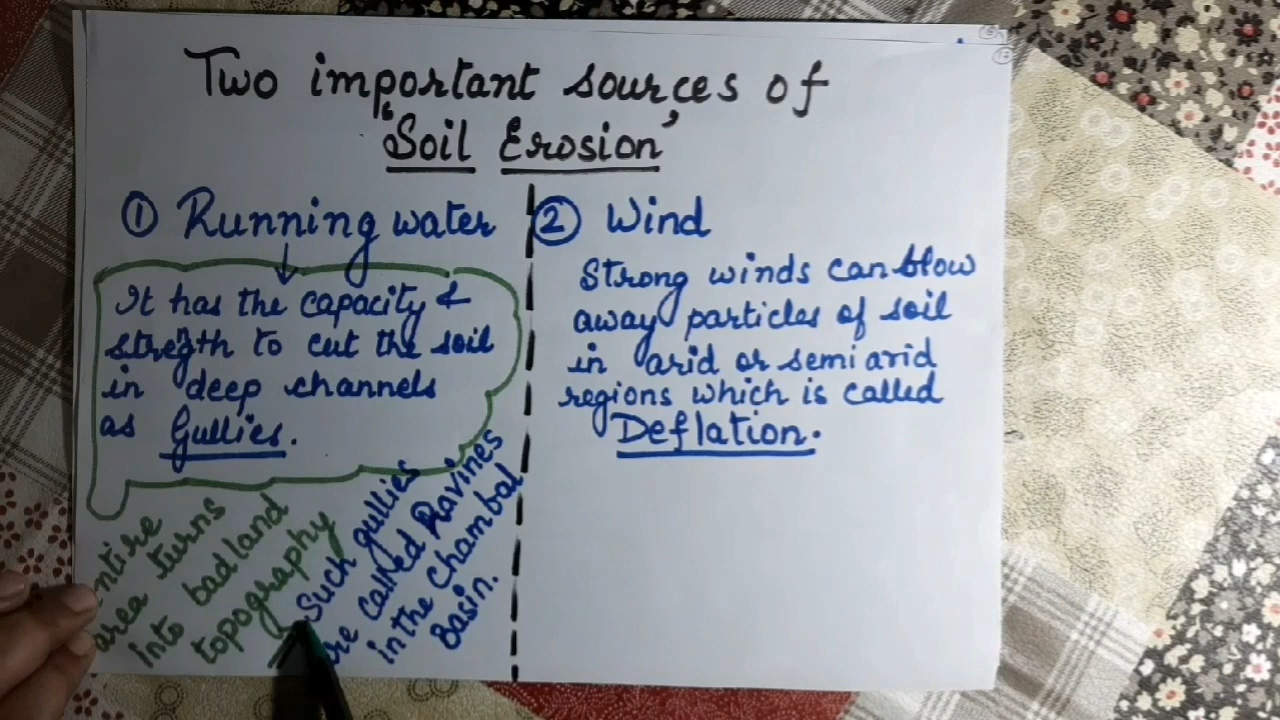 Two important sources of
"Soil Erosion"
① Running water
It has the capacity &
strength to cut the soil
in deep channels
as Gullies.
ntire
area turns
into badland
topography
Such gullies
are called Ravines
in the Chambal
Basin.
② Wind
Strong winds can blow
away particles of soil
in arid or semi arid
regions which is called
Deflation.